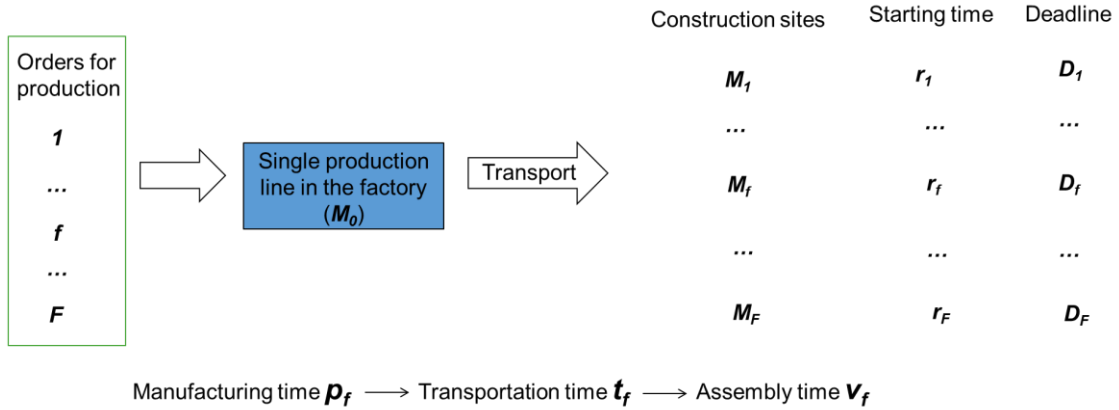 Construction sites Starting time Deadline
Orders for
production
1
...
f
...
F
Single production
line in the factory
(M0)
Transport
M1 r1 D1
... ... ...
Mf rf Df
... ... ...
MF rF DF
Manufacturing time pf → Transportation time tf → Assembly time vf